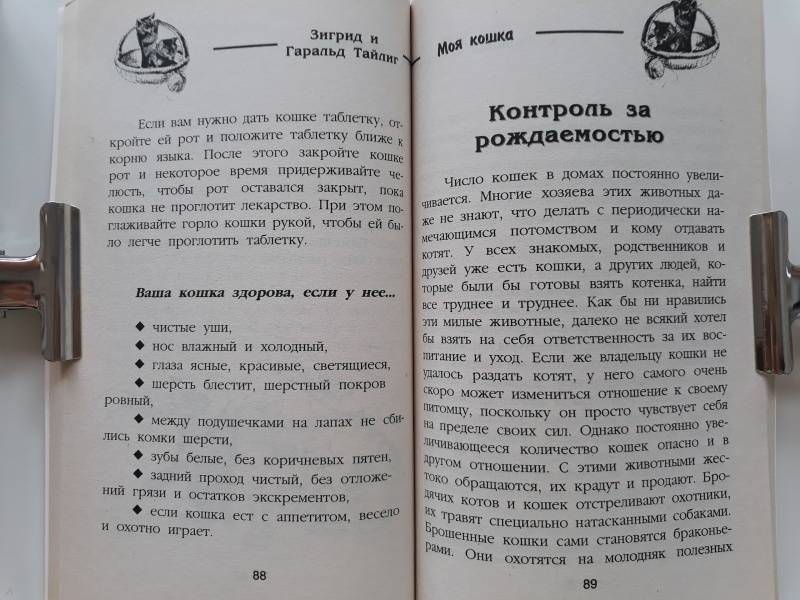 Зигрид и
Гаральд Тайлиг
Если вам нужно дать кошке таблетку, от-
кройте ей рот и положите таблетку ближе к
корню языка. После этого закройте кошке
рот и некоторое время придерживайте че-
люсть, чтобы рот оставался закрыт, пока
кошка не проглотит лекарство. При этом по-
глаживайте горло кошки рукой, чтобы ей бы-
ло легче проглотить таблетку.
Ваша кошка здорова, если у нее...
◆ чистые уши,
◆ нос влажный и холодный,
◆ глаза ясные, красивые, светящиеся,
◆ шерсть блестит, шерстный покров
ровный,
◆ между подушечками на лапах не сби-
лись комки шерсти,
◆ зубы белые, без коричневых пятен,
◆ задний проход чистый, без отложе-
ний грязи и остатков экскрементов,
◆ если кошка ест с аппетитом, весело
и охотно играет.
88
Моя кошка
Контроль за
рождаемостью
Число кошек в домах постоянно увели-
чивается. Многие хозяева этих животных да-
же не знают, что делать с периодически на-
мечающимся потомством и кому отдавать
котят. У всех знакомых, родственников и
друзей уже есть кошки, а других людей, ко-
торые были бы готовы взять котенка, найти
все труднее и труднее. Как бы ни нравились
эти милые животные, далеко не всякий хотел
бы взять на себя ответственность за их вос-
питание и уход. Если же владельцу кошки не
удалось раздать котят, у него самого очень
скоро может измениться отношение к своему
питомцу, поскольку он просто чувствует себя
на пределе своих сил. Однако постоянно уве-
личивающееся количество кошек опасно и в
другом отношении. С этими животными жес-
токо обращаются, их крадут и продают. Бро-
дячих котов и кошек отстреливают охотники,
их травят специально натасканными собаками.
Брошенные кошки сами становятся браконье-
рами. Они охотятся на молодняк полезных
89